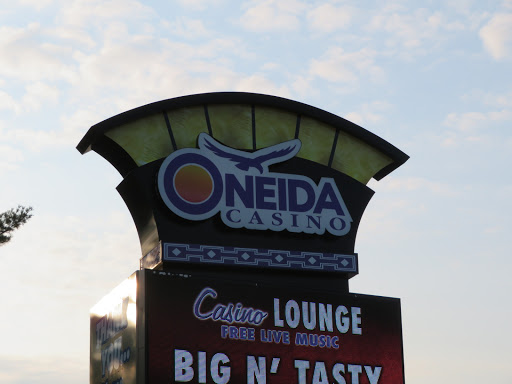 ONEIDA
CASINO
Casino LOUNGE
FREE LIVE MUSIC
BIG N' TASTY